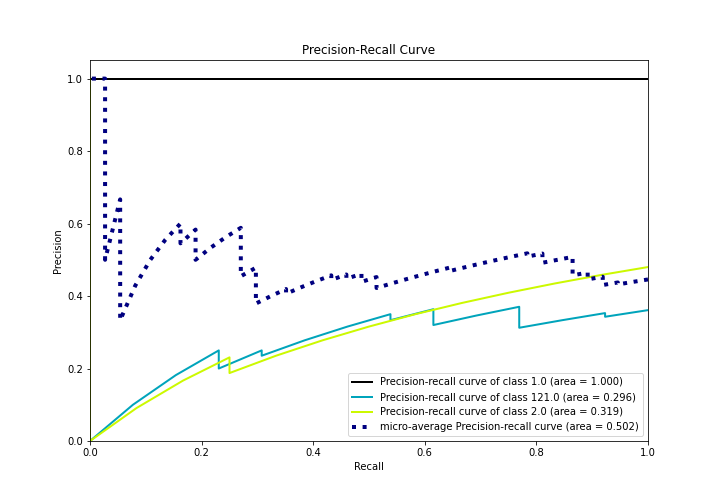 Precision-Recall Curve
Precision
1.0
0.8
0.6
0.4
0.2
0.0
0.0 0.2 0.4 0.6 0.8 1.0
Recall
Precision-recall curve of class 1.0 (area = 1.000)
Precision-recall curve of class 121.0 (area = 0.296)
Precision-recall curve of class 2.0 (area = 0.319)
micro-average Precision-recall curve (area = 0.502)